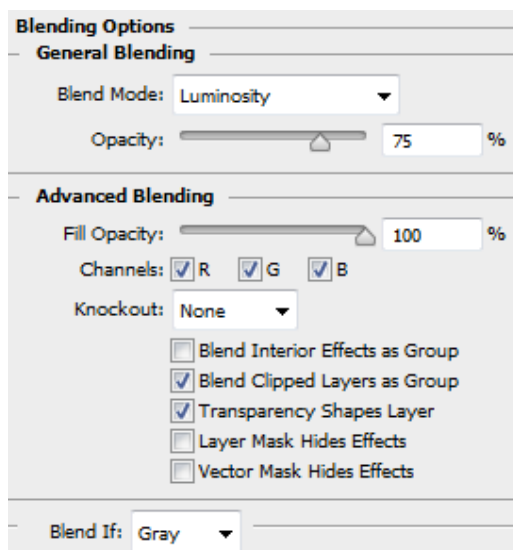 Blending Options
General Blending
Blend Mode: Luminosity
Opacity: 75 %
Advanced Blending
Fill Opacity: 100 %
Channels: R G B
Knockout: None
Blend Interior Effects as Group
Blend Clipped Layers as Group
Transparency Shapes Layer
Layer Mask Hides Effects
Vector Mask Hides Effects
Blend If: Gray